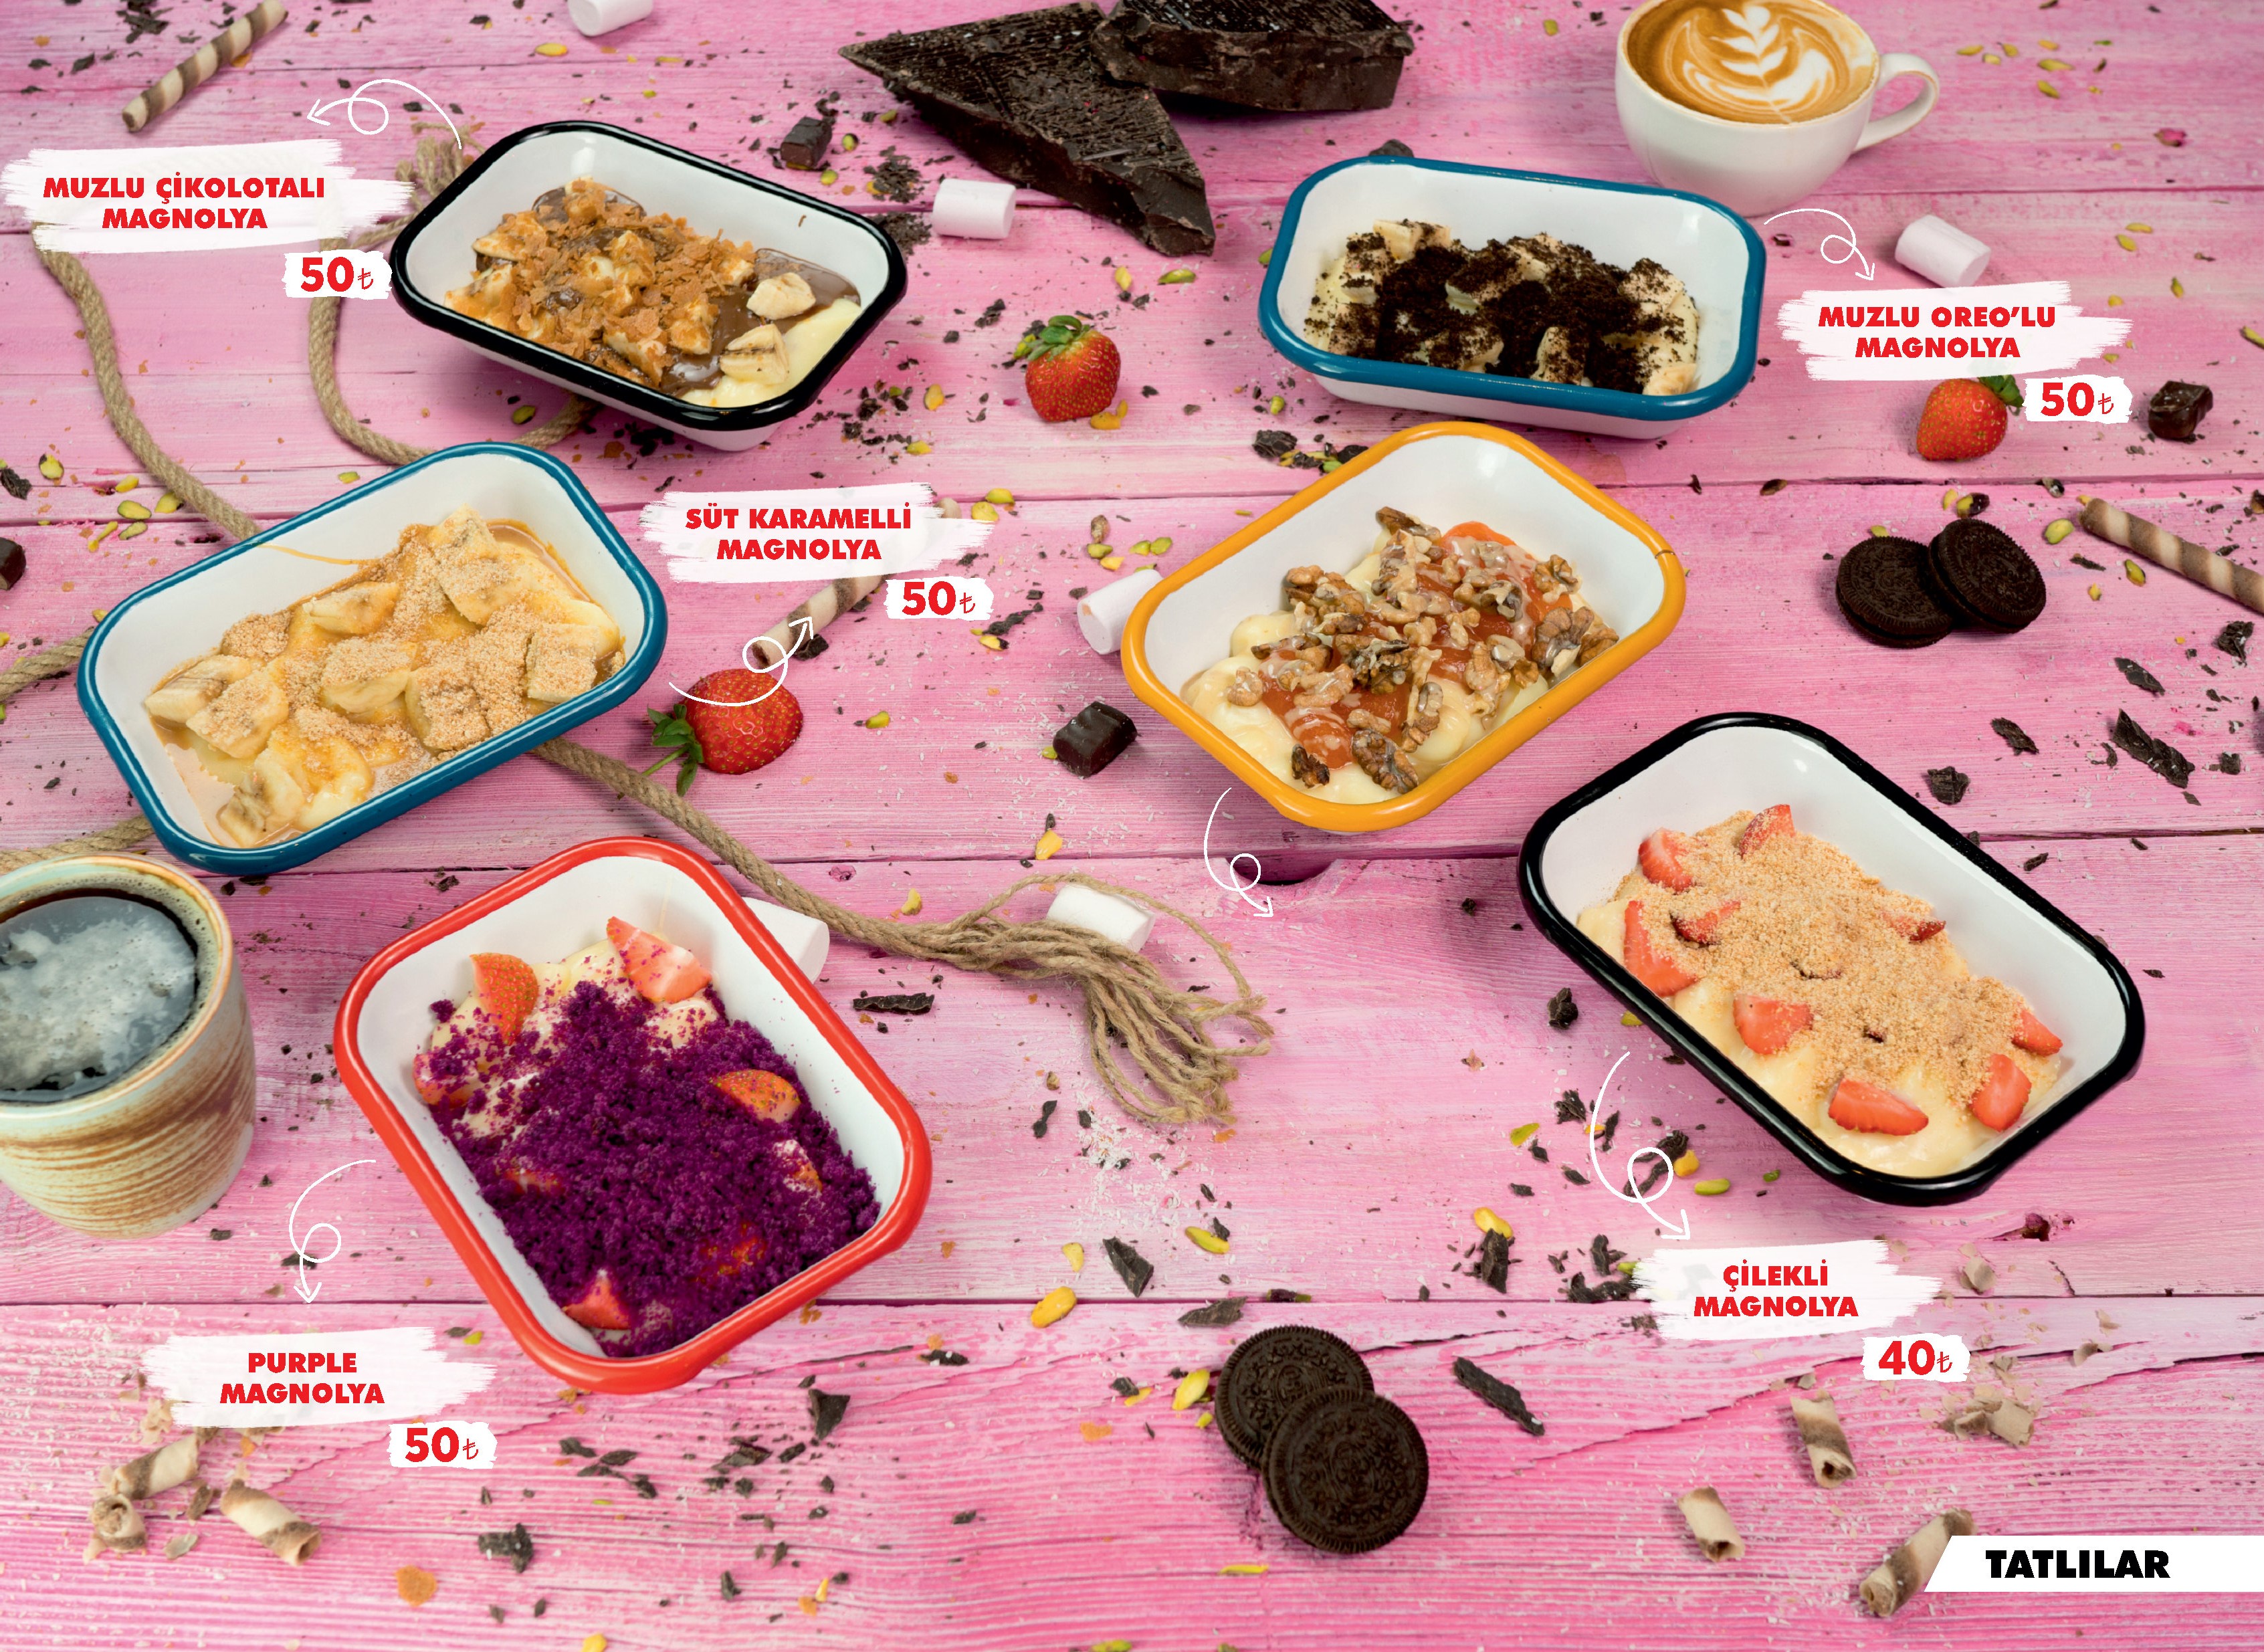 MUZLU ÇİKOLOTALI
MAGNOLYA
50₺
MUZLU OREO'LU
MAGNOLYA
50₺
SÜT KARAMELLİ
MAGNOLYA
50₺
ÇİLEKLİ
MAGNOLYA
40₺
PURPLE
MAGNOLYA
50₺
TATLILAR